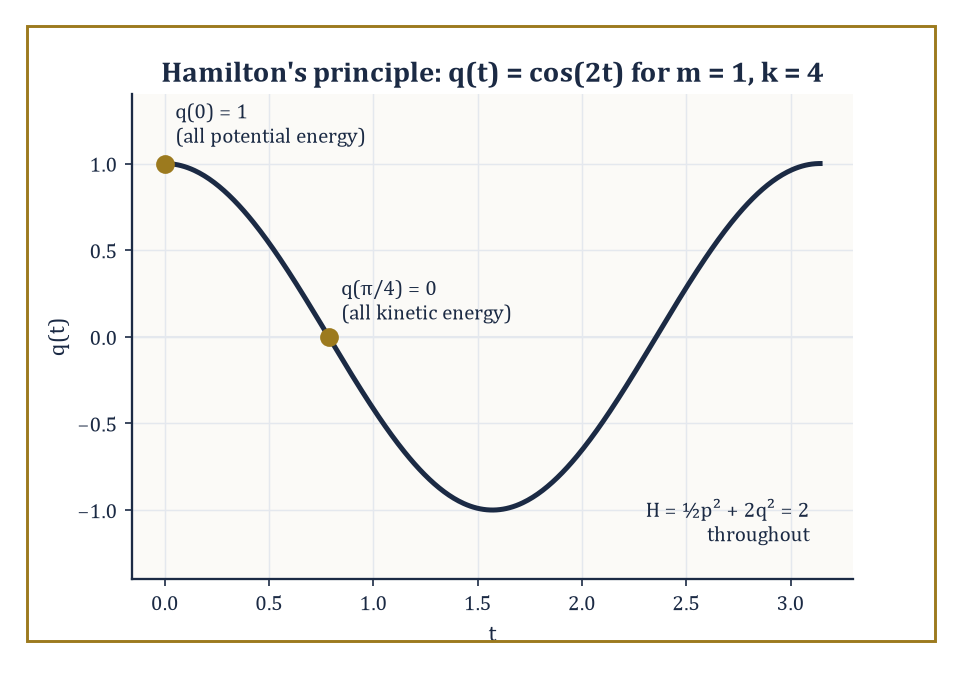 Hamilton's principle: q(t) = cos(2t) for m = 1, k = 4
q(0) = 1
(all potential energy)
1.0
0.5
q(π/4) = 0
(all kinetic energy)
0.0
q(t)
−0.5
−1.0
H = ½p² + 2q² = 2
throughout
0.0 0.5 1.0 1.5 2.0 2.5 3.0
t